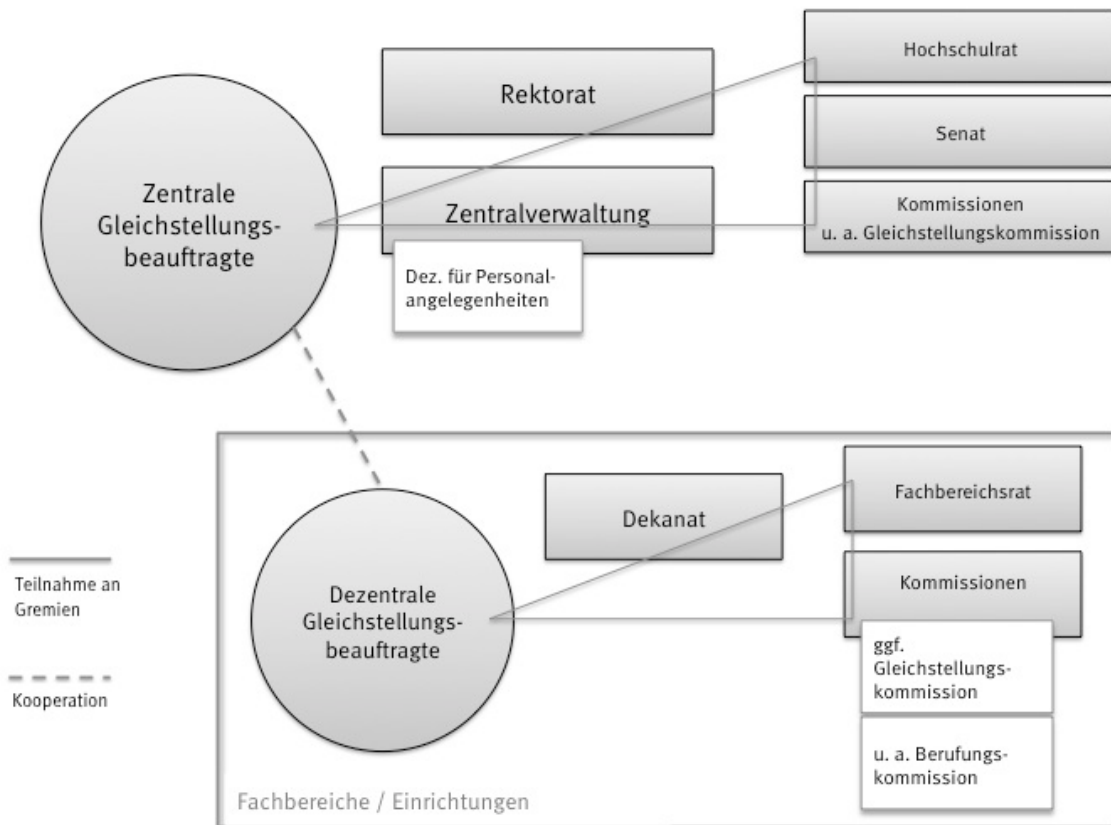 Zentrale
Gleichstellungs-
beauftragte
Rektorat
Zentralverwaltung
Dez. für Personal-
angelegenheiten
Hochschulrat
Senat
Kommissionen
u. a. Gleichstellungskommission
Teilnahme an
Gremien
Kooperation
Dezentrale
Gleichstellungs-
beauftragte
Dekanat
Fachbereichsrat
Kommissionen
ggf.
Gleichstellungs-
kommission
u. a. Berufungs-
kommission
Fachbereiche / Einrichtungen